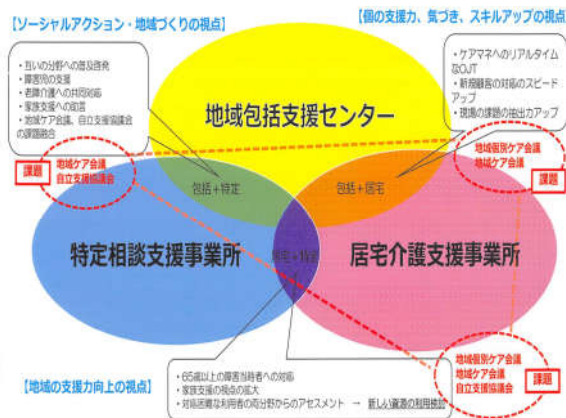 【ソーシャルアクション・地域づくりの視点】
【個の支援力、気づき、スキルアップの視点】
・互いの分野への普及啓発
・障害児の支援
・老障介護への共同対応
・家族支援への助言
・地域ケア会議、自立支援協議会
の課題融合
・ケアマネへのリアルタイム
なOJT
・新規顧客の対応のスピード
アップ
・現場の課題の抽出力アップ
地域包括支援センター
課題
地域ケア会議
自立支援協議会
地域個別ケア会議
地域ケア会議
課題
包括+特定
包括+居宅
特定相談支援事業所
居宅+特定
居宅介護支援事業所
【地域の支援力向上の視点】
・65歳以上の障害当時者への対応
・家族支援の視点の拡大
・対応困難な利用者の両分野からのアセスメント → 新しい資源の利用検討
地域個別ケア会議
地域ケア会議
自立支援協議会
課題